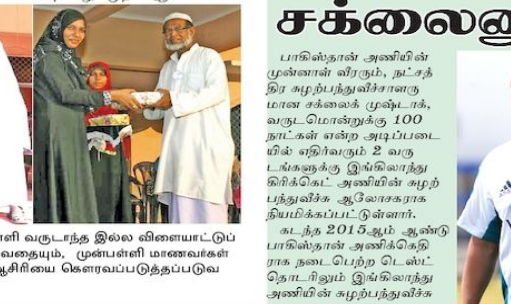 ளி வருடாந்த இல்ல விளையாட்டுப்
வதையும், முன்பள்ளி மாணவர்கள்
ஆசிரியை கௌரவப்படுத்தப்படுவ
சக்லைனு
பாகிஸ்தான் அணியின்
முன்னாள் வீரரும், நட்சத்
திர சுழற்பந்துவீச்சாளரு
மான சக்லைக் முஷ்டாக்,
வருடமொன்றுக்கு 100
நாட்கள் என்ற அடிப்படை
யில் எதிர்வரும் 2 வரு
டங்களுக்கு இங்கிலாந்து
கிரிக்கெட் அணியின் சுழற்
பந்துவீச்சு ஆலோசகராக
நியமிக்கப்பட்டுள்ளார்.
கடந்த 2015ஆம் ஆண்டு
பாகிஸ்தான் அணிக்கெதி
ராக நடைபெற்ற டெஸ்ட்
தொடரிலும் இங்கிலாந்து
அணியின் சுழற்பந்துவீச்சு